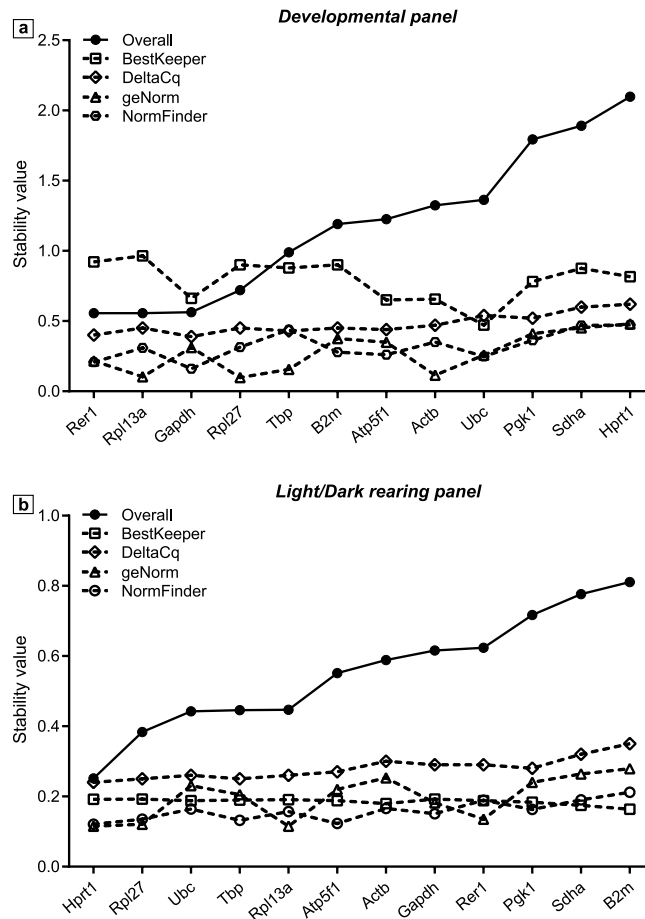 a
Developmental panel
2.5
2.0
1.5
1.0
0.5
0.0
Stability value
Overall
BestKeeper
DeltaCq
geNorm
NormFinder
Rer1 Rpl13a Gapdh Rpl27 Tbp B2m Atp5f1 Actb Ubc Pgk1 Sdha Hprt1
b
Light/Dark rearing panel
1.0
0.8
0.6
0.4
0.2
0.0
Stability value
Overall
BestKeeper
DeltaCq
geNorm
NormFinder
Hprt1 Rpl27 Ubc Tbp Rpl13a Atp5f1 Actb Gapdh Rer1 Pgk1 Sdha B2m